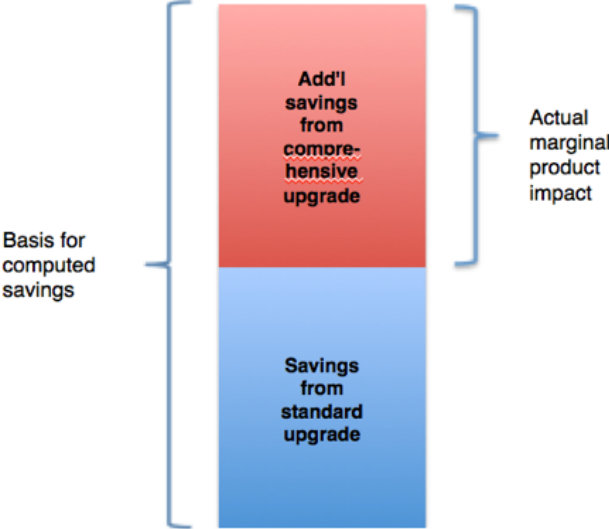 Add'l
savings
from
compre-
hensive
upgrade
Actual
marginal
product
impact
Basis for
computed
savings
Savings
from
standard
upgrade